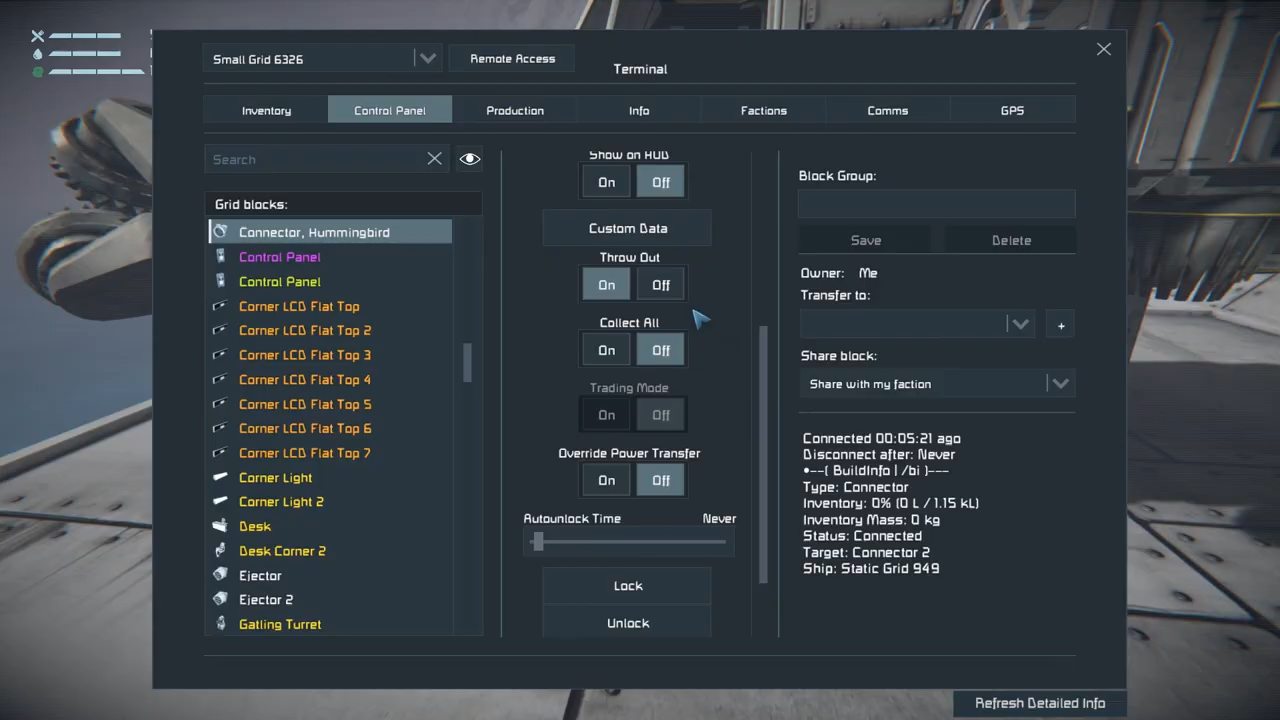 Small Grid 6326
Remote Access
Terminal
Inventory
Control Panel
Production
Info
Factions
Comms
GPS
Search
Grid blocks:
Connector, Hummingbird
Control Panel
Control Panel
Corner LCD Flat Top
Corner LCD Flat Top 2
Corner LCD Flat Top 3
Corner LCD Flat Top 4
Corner LCD Flat Top 5
Corner LCD Flat Top 6
Corner LCD Flat Top 7
Corner Light
Corner Light 2
Desk
Desk Corner 2
Ejector
Ejector 2
Gatling Turret
Show on HUD
On Off
Custom Data
Throw Out
On Off
Collect All
On Off
Trading Mode
On Off
Override Power Transfer
On Off
Autounlock Time Never
Lock
Unlock
Block Group:
Save Delete
Owner: Me
Transfer to:
+
Share block:
Share with my faction
Connected 00:05:21 ago
Disconnect after: Never
•--( BuildInfo | /bi )---
Type: Connector
Inventory: 0% (0 L / 1.15 kL)
Inventory Mass: 0 kg
Status: Connected
Target: Connector 2
Ship: Static Grid 949
Refresh Detailed Info